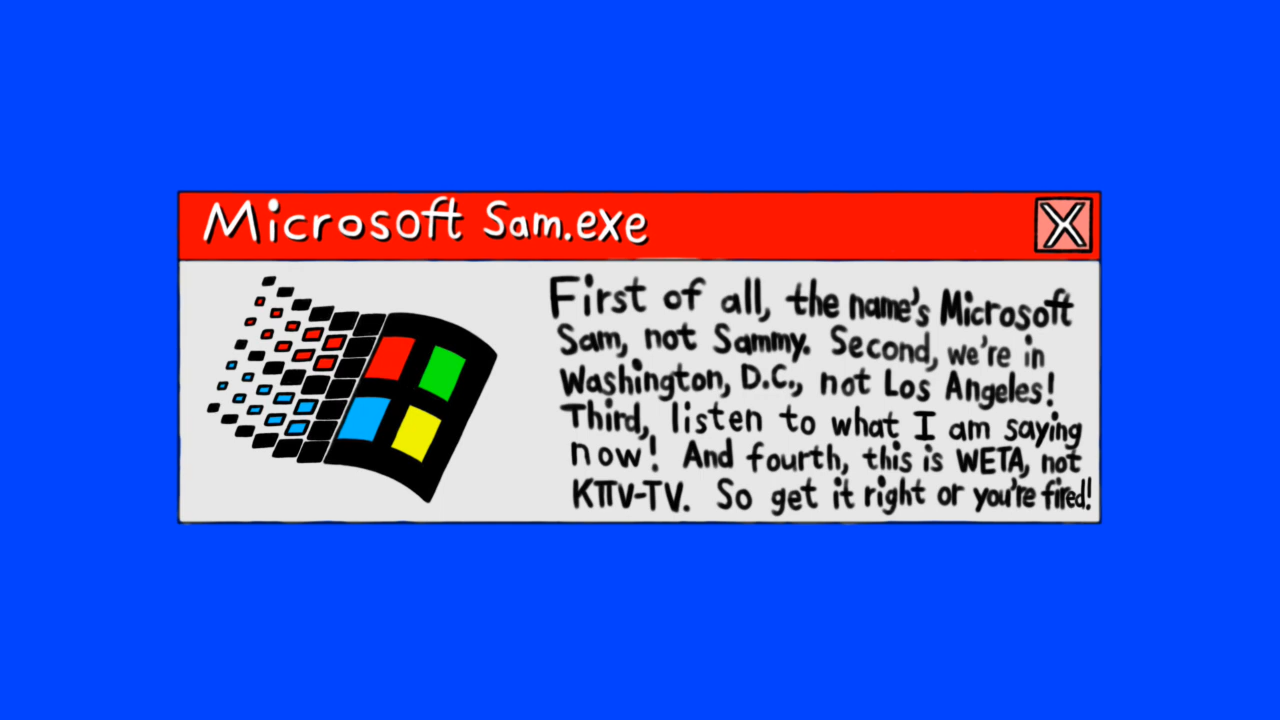 Microsoft Sam.exe
X
First of all, the name's Microsoft
Sam, not Sammy. Second, we're in
Washington, D.C., not Los Angeles!
Third, listen to what I am saying
now! And fourth, this is WETA, not
KTTV-TV. So get it right or you're fired!